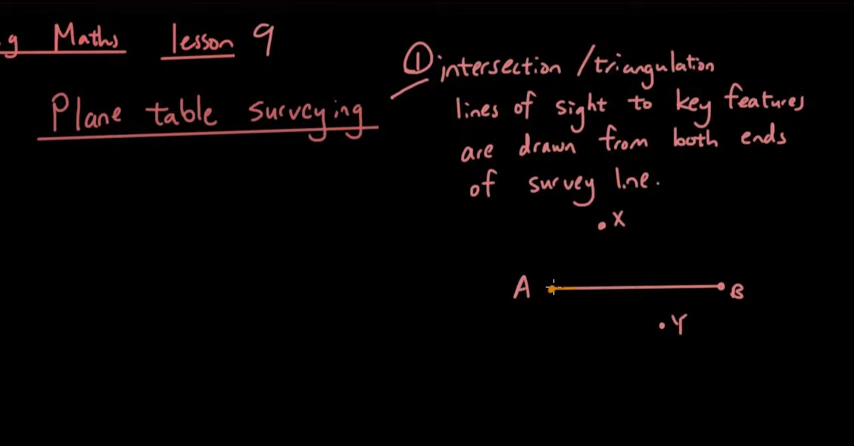 g Maths lesson 9
Plane table surveying
① intersection / triangulation
lines of sight to key features
are drawn from both ends
of survey line.
X
A B
Y